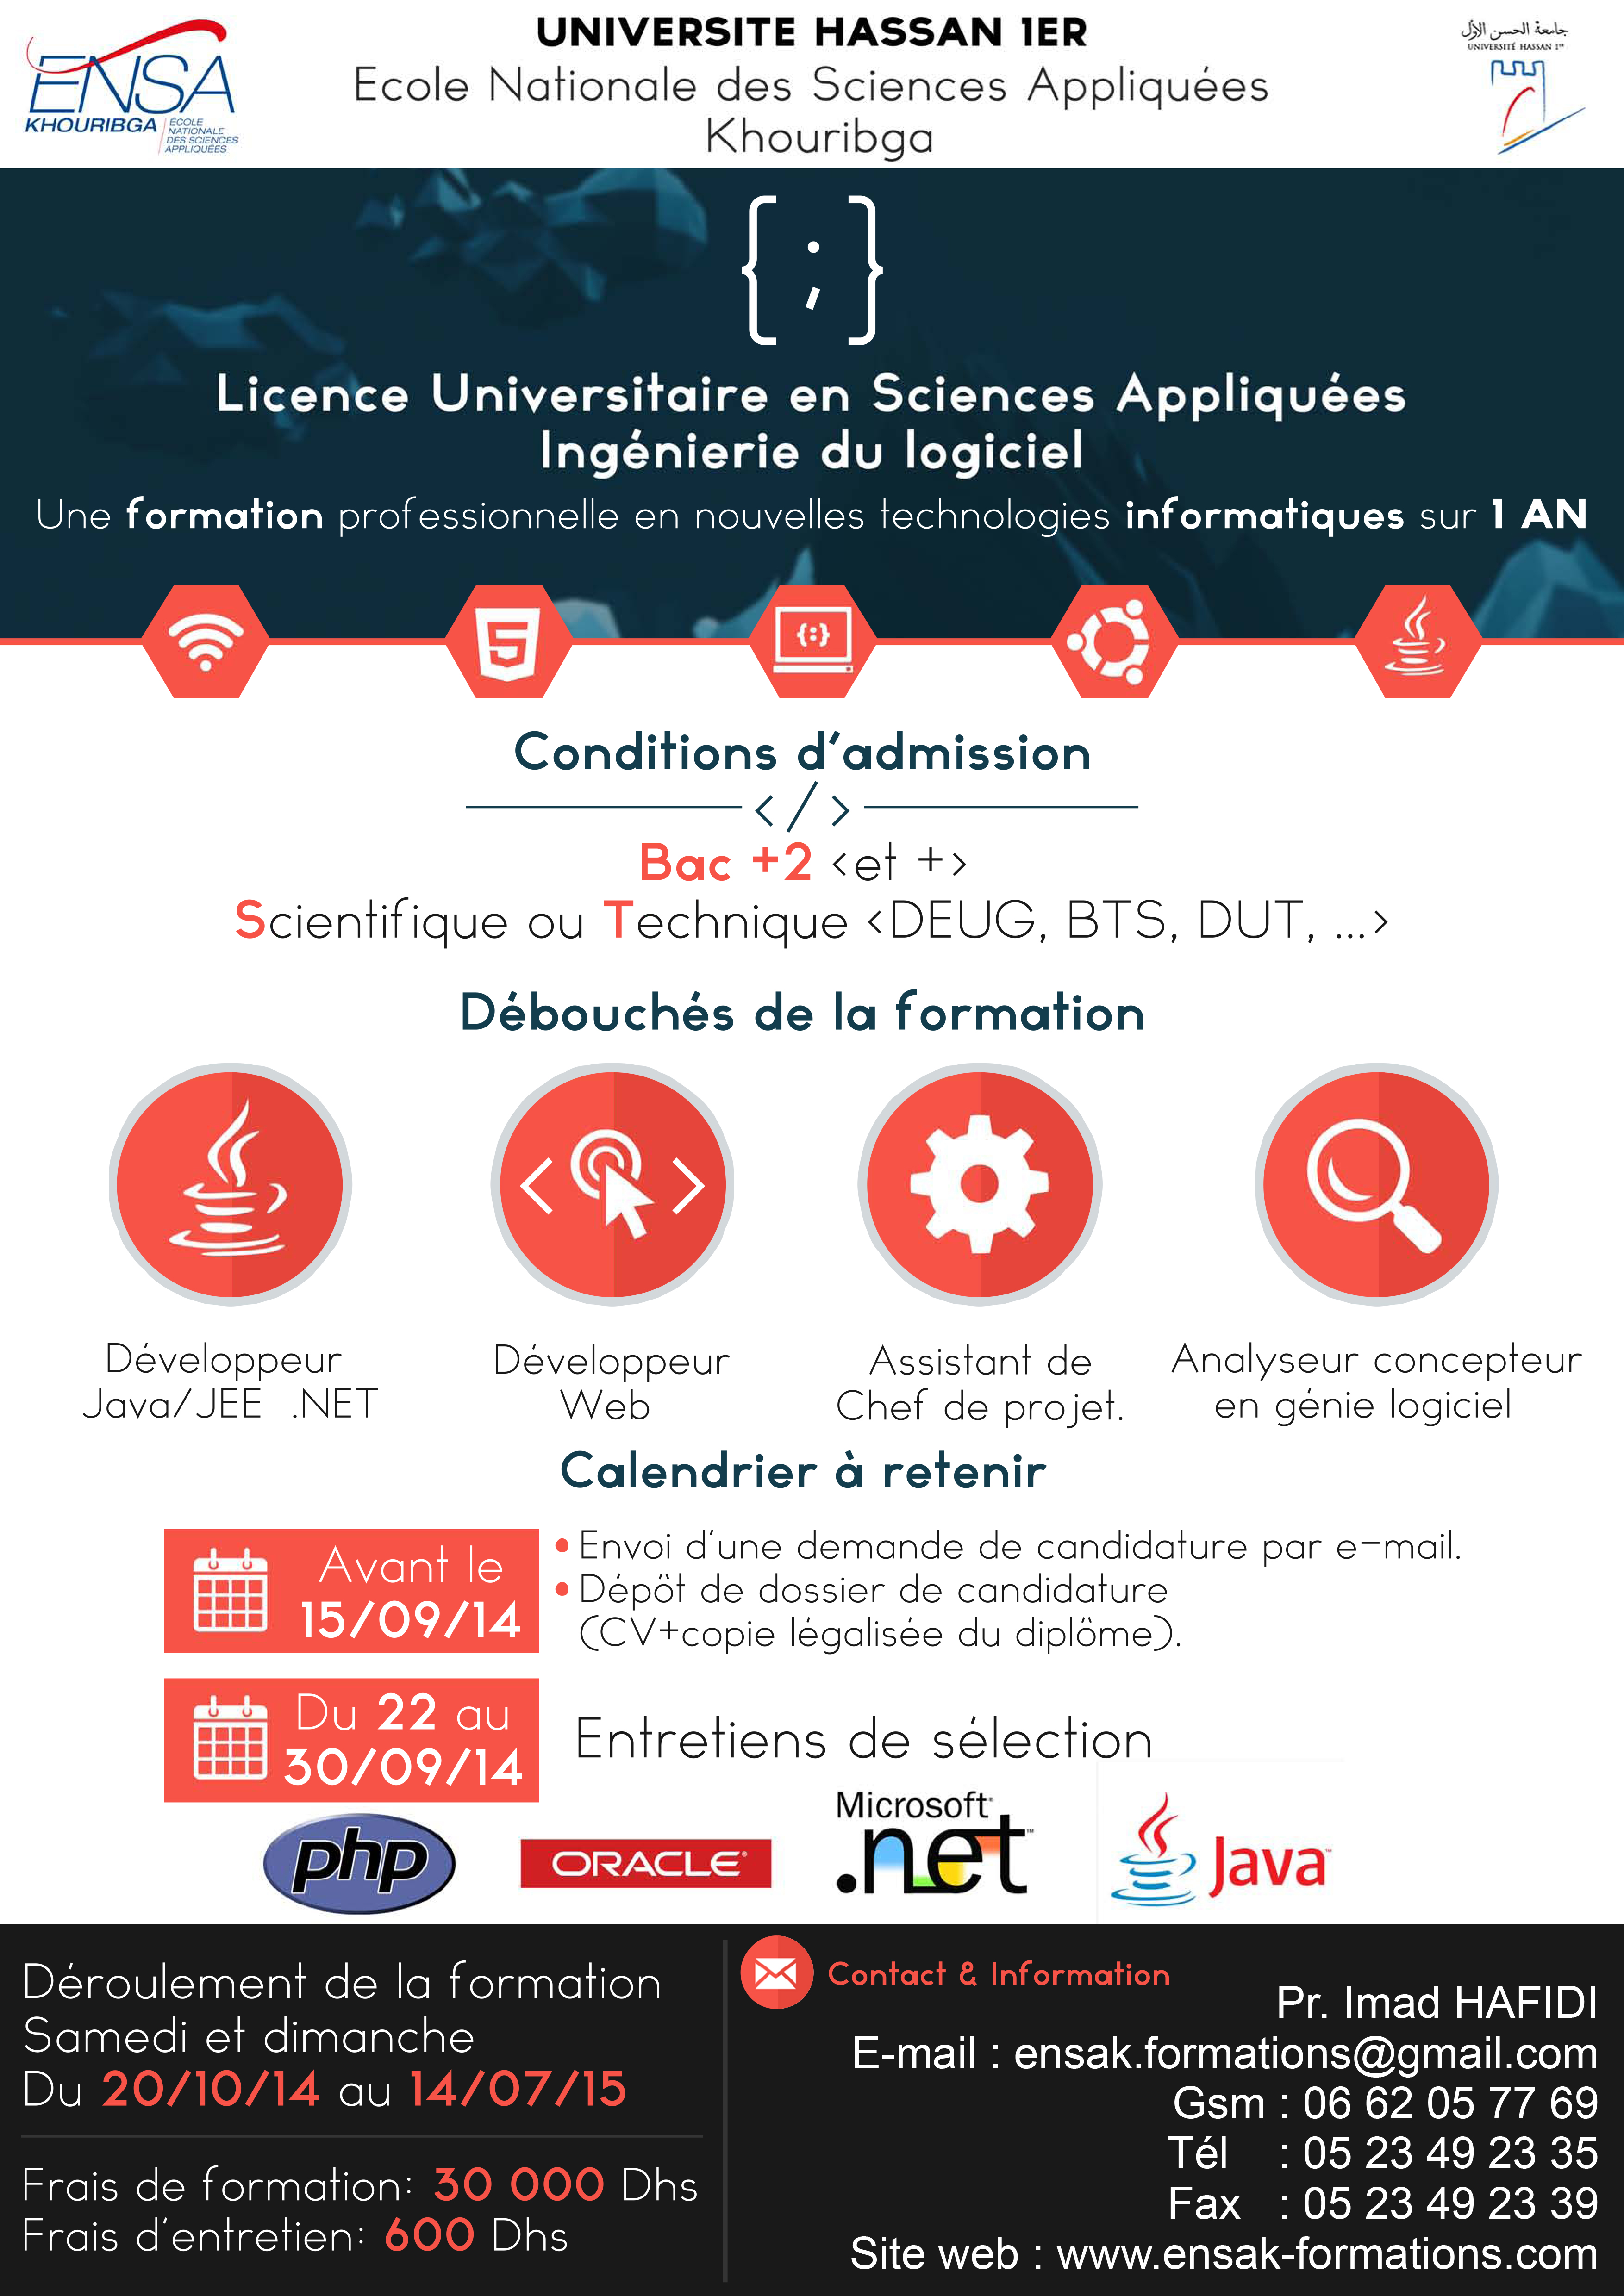 ENSA
KHOURIBGA
ÉCOLE
NATIONALE
DES SCIENCES
APPLIQUÉES
UNIVERSITE HASSAN 1ER
Ecole Nationale des Sciences Appliquées
Khouribga
جامعة الحسن الأول
UNIVERSITÉ HASSAN 1er
{ ; }
Licence Universitaire en Sciences Appliquées
Ingénierie du logiciel
Une formation professionnelle en nouvelles technologies informatiques sur 1 AN
5
{:}
Conditions d'admission
</>
Bac +2 <et +>
Scientifique ou Technique <DEUG, BTS, DUT, ...>
Débouchés de la formation
< >
Développeur
Java/JEE .NET
Développeur
Web
Assistant de
Chef de projet.
Analyseur concepteur
en génie logiciel
Calendrier à retenir
Avant le
15/09/14
• Envoi d'une demande de candidature par e-mail.
• Dépôt de dossier de candidature
(CV+copie légalisée du diplôme).
Du 22 au
30/09/14
Entretiens de sélection
php
ORACLE®
Microsoft®
.net™
Java™
Déroulement de la formation
Samedi et dimanche
Du 20/10/14 au 14/07/15
Frais de formation: 30 000 Dhs
Frais d'entretien: 600 Dhs
Contact & Information
Pr. Imad HAFIDI
E-mail : ensak.formations@gmail.com
Gsm : 06 62 05 77 69
Tél : 05 23 49 23 35
Fax : 05 23 49 23 39
Site web : www.ensak-formations.com